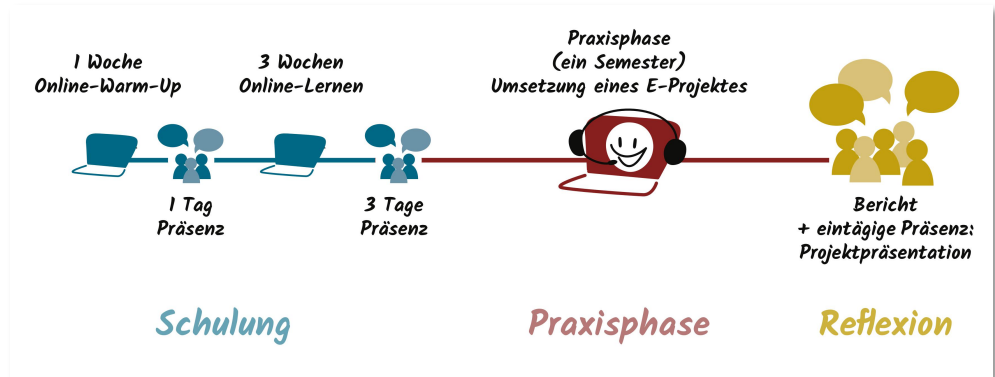 1 Woche
Online-Warm-Up
3 Wochen
Online-Lernen
Praxisphase
(ein Semester)
Umsetzung eines E-Projektes
1 Tag
Präsenz
3 Tage
Präsenz
Bericht
+ eintägige Präsenz:
Projektpräsentation
Schulung
Praxisphase
Reflexion